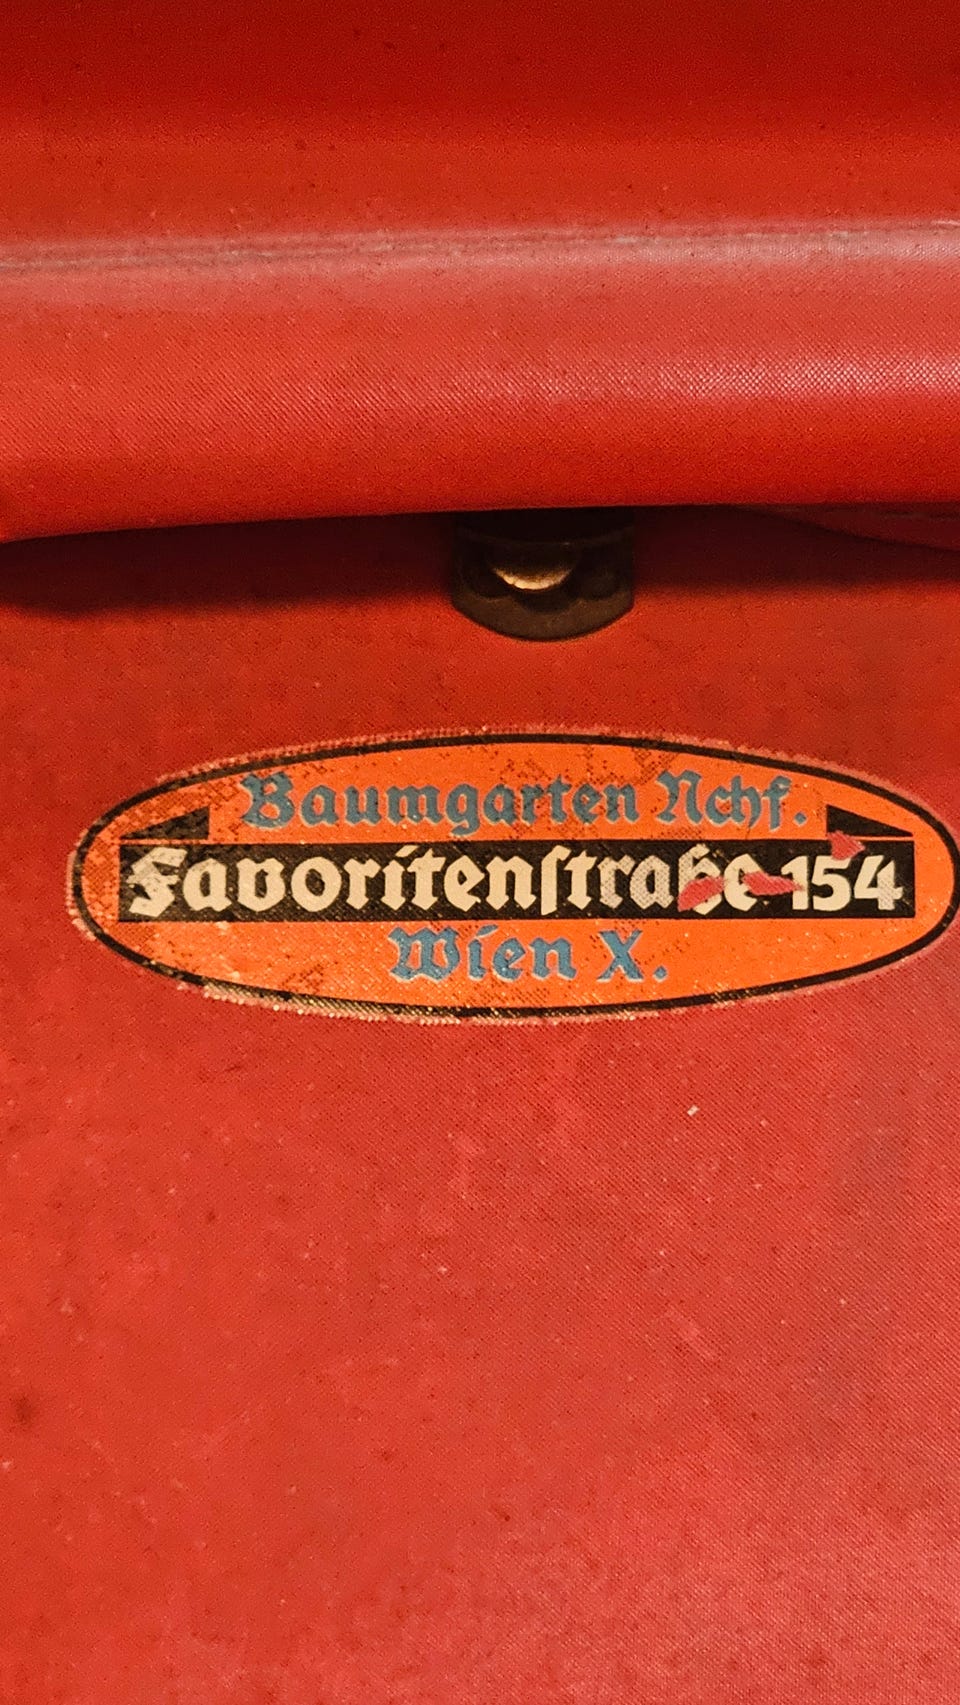 Baumgarten Nchf.
Favoritenstraße 154
Wien X.